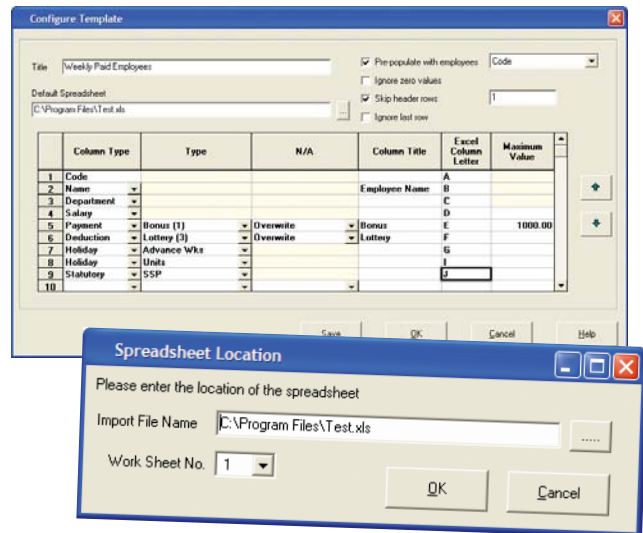 Configure Template
Title Weekly Paid Employees
Pre-populate with employees Code
Ignore zero values
Default Spreadsheet
Skip header rows 1
C:\Program Files\Test.xls ...
Ignore last row
Column Type Type N/A Column Title Excel Column Letter Maximum Value
1 Code A
2 Name Employee Name B
3 Department C
4 Salary D
5 Payment Bonus (1) Overwite Bonus E 1000.00
6 Deduction Lottery (3) Overwite Lottery F
7 Holiday Advance Wks G
8 Holiday Units I
9 Statutory SSP J
10
Save OK Cancel Help
Spreadsheet Location
Please enter the location of the spreadsheet
Import File Name C:\Program Files\Test.xls .....
Work Sheet No. 1
OK Cancel